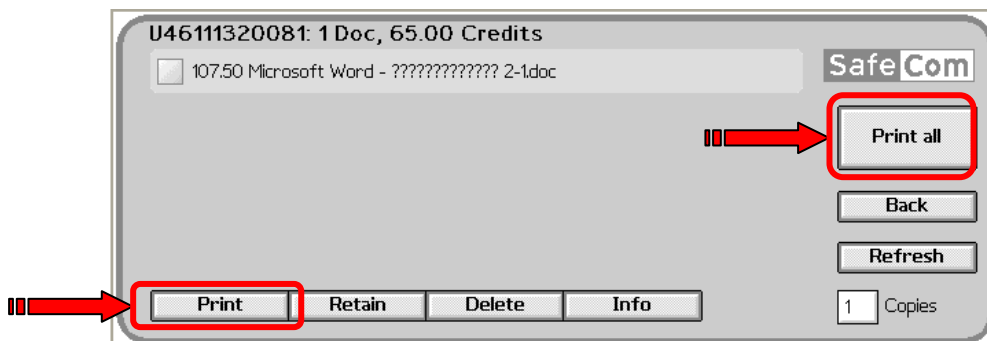 U46111320081: 1 Doc, 65.00 Credits
107.50 Microsoft Word - ????????????? 2-1.doc
SafeCom
Print all
Back
Refresh
Print Retain Delete Info
1 Copies